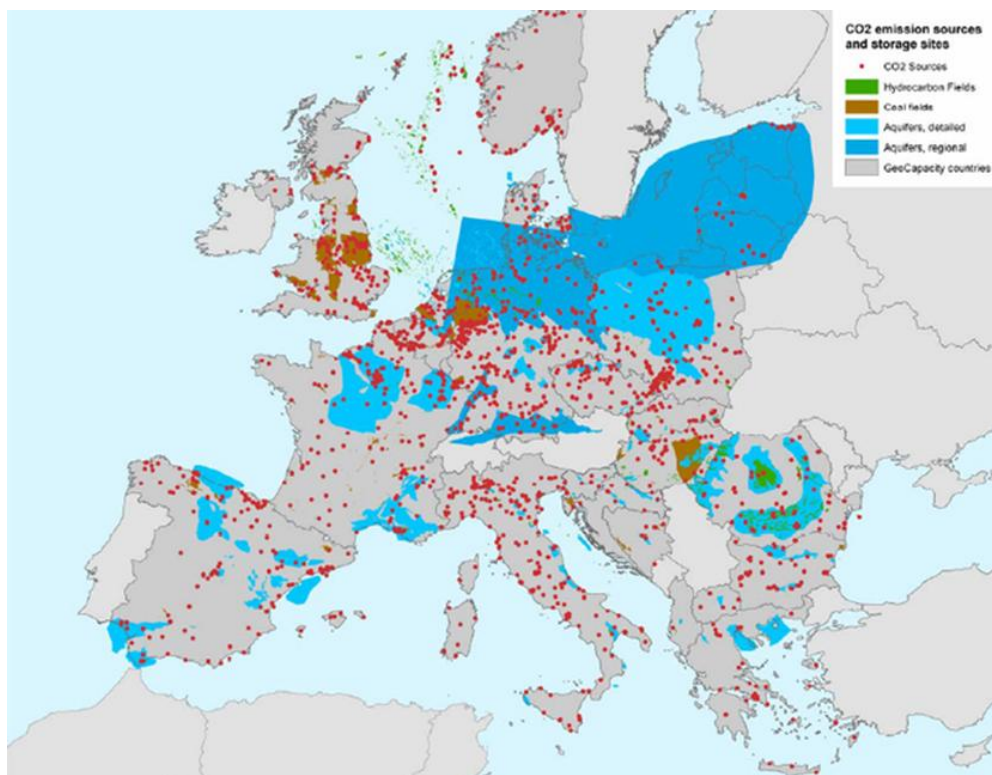 CO2 emission sources
and storage sites
CO2 Sources
Hydrocarbon Fields
Coal fields
Aquifers, detailed
Aquifers, regional
GeoCapacity countries